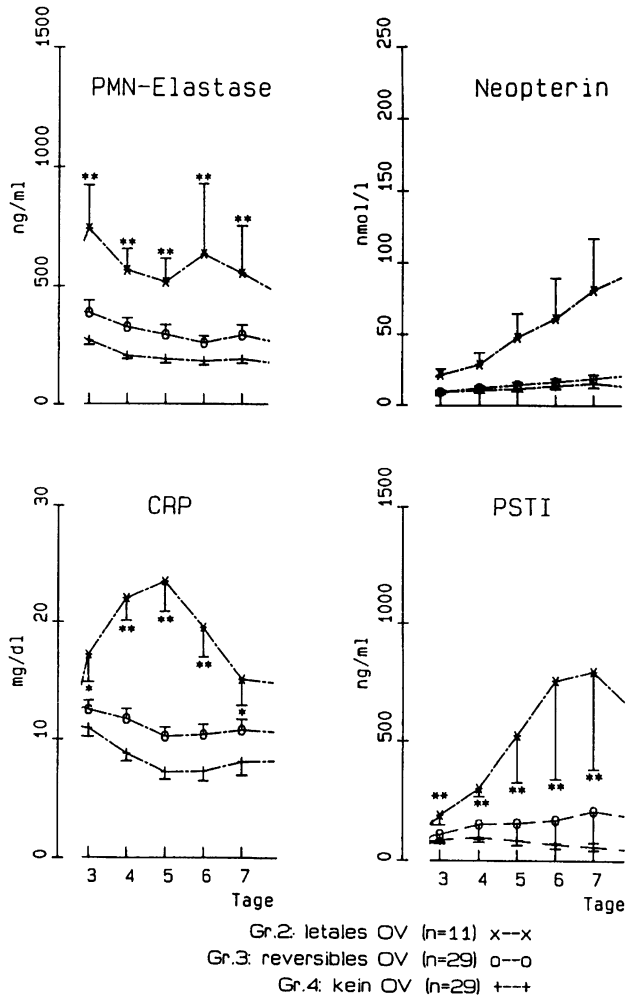 PMN-Elastase
1500
1000
500
0
ng/ml
** ** ** ** **
Neopterin
250
200
150
100
50
0
nmol/l
CRP
30
20
10
0
mg/dl
* ** ** ** *
3 4 5 6 7
Tage
PSTI
1500
1000
500
0
ng/ml
** ** ** ** **
3 4 5 6 7
Tage
Gr.2: letales OV (n=11) x--x
Gr.3: reversibles OV (n=29) o--o
Gr.4: kein OV (n=29) +--+